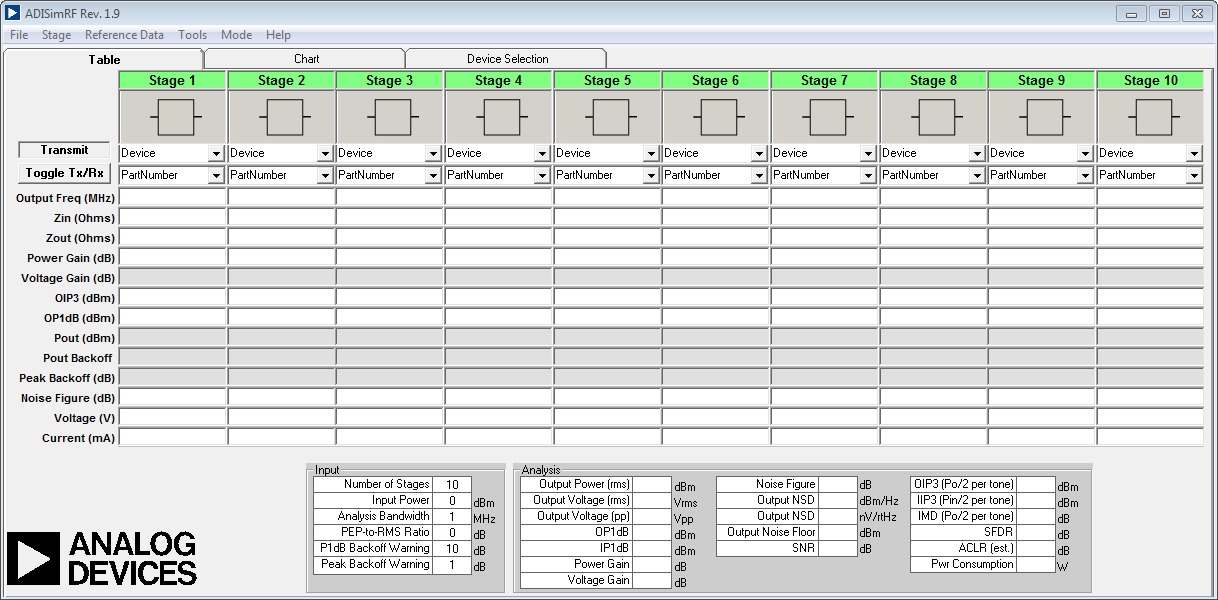 ADISimRF Rev. 1.9
File Stage Reference Data Tools Mode Help
Table Chart Device Selection
Stage 1 Stage 2 Stage 3 Stage 4 Stage 5 Stage 6 Stage 7 Stage 8 Stage 9 Stage 10
Transmit Device Device Device Device Device Device Device Device Device Device
Toggle Tx/Rx PartNumber PartNumber PartNumber PartNumber PartNumber PartNumber PartNumber PartNumber PartNumber PartNumber
Output Freq (MHz)
Zin (Ohms)
Zout (Ohms)
Power Gain (dB)
Voltage Gain (dB)
OIP3 (dBm)
OP1dB (dBm)
Pout (dBm)
Pout Backoff
Peak Backoff (dB)
Noise Figure (dB)
Voltage (V)
Current (mA)
Input
Number of Stages 10
Input Power 0 dBm
Analysis Bandwidth 1 MHz
PEP-to-RMS Ratio 0 dB
P1dB Backoff Warning 10 dB
Peak Backoff Warning 1 dB
Analysis
Output Power (rms) dBm
Output Voltage (rms) Vrms
Output Voltage (pp) Vpp
OP1dB dBm
IP1dB dBm
Power Gain dB
Voltage Gain dB
Noise Figure dB
Output NSD dBm/Hz
Output NSD nV/rtHz
Output Noise Floor dBm
SNR dB
OIP3 (Po/2 per tone) dBm
IIP3 (Pin/2 per tone) dBm
IMD (Po/2 per tone) dB
SFDR dB
ACLR (est.) dB
Pwr Consumption W
ANALOG
DEVICES